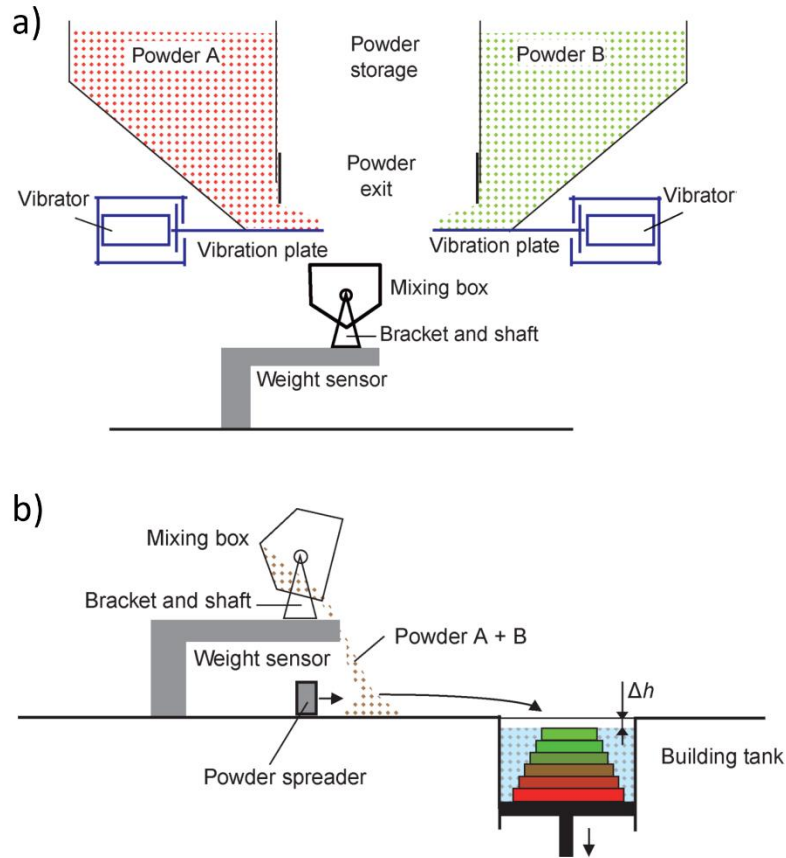 a)
Powder A
Powder
storage
Powder B
Powder
exit
Vibrator
Vibrator
Vibration plate
Vibration plate
Mixing box
Bracket and shaft
Weight sensor
b)
Mixing box
Bracket and shaft
Powder A + B
Weight sensor
Δh
Powder spreader
Building tank